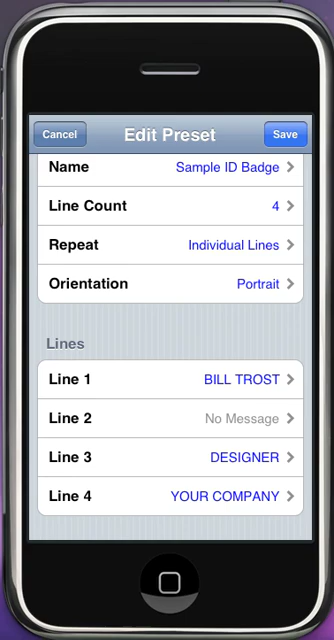 Cancel Edit Preset Save
Name Sample ID Badge
Line Count 4
Repeat Individual Lines
Orientation Portrait
Lines
Line 1 BILL TROST
Line 2 No Message
Line 3 DESIGNER
Line 4 YOUR COMPANY